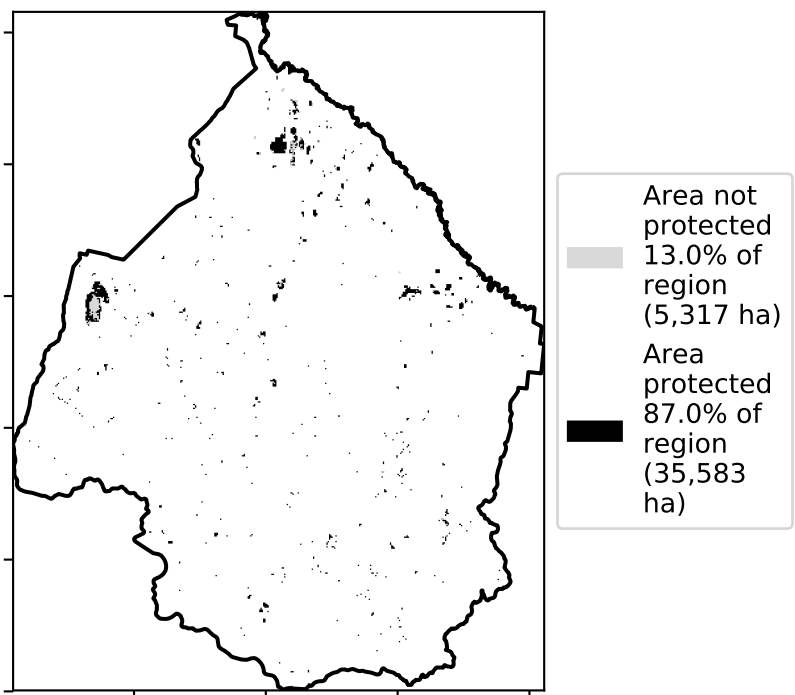 Area not
protected
13.0% of
region
(5,317 ha)
Area
protected
87.0% of
region
(35,583
ha)